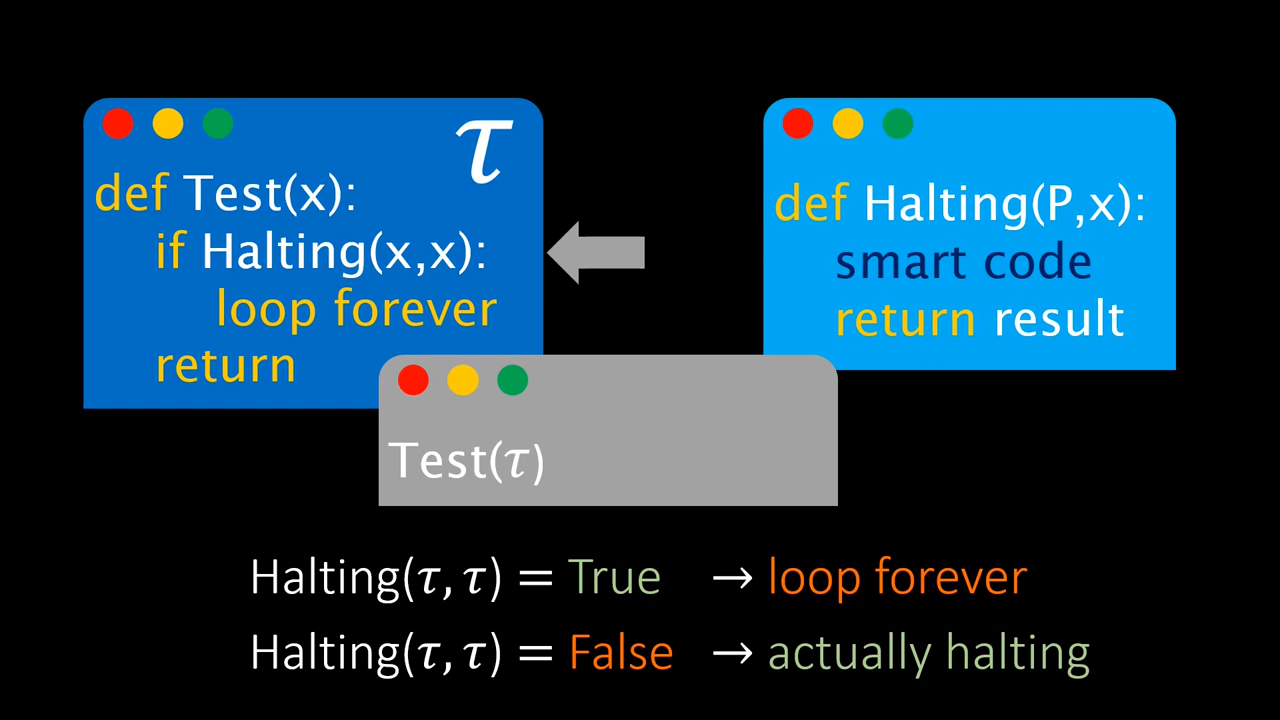 τ
def Test(x):
if Halting(x,x):
loop forever
return
def Halting(P,x):
smart code
return result
Test(τ)
Halting(τ, τ) = True → loop forever
Halting(τ, τ) = False → actually halting